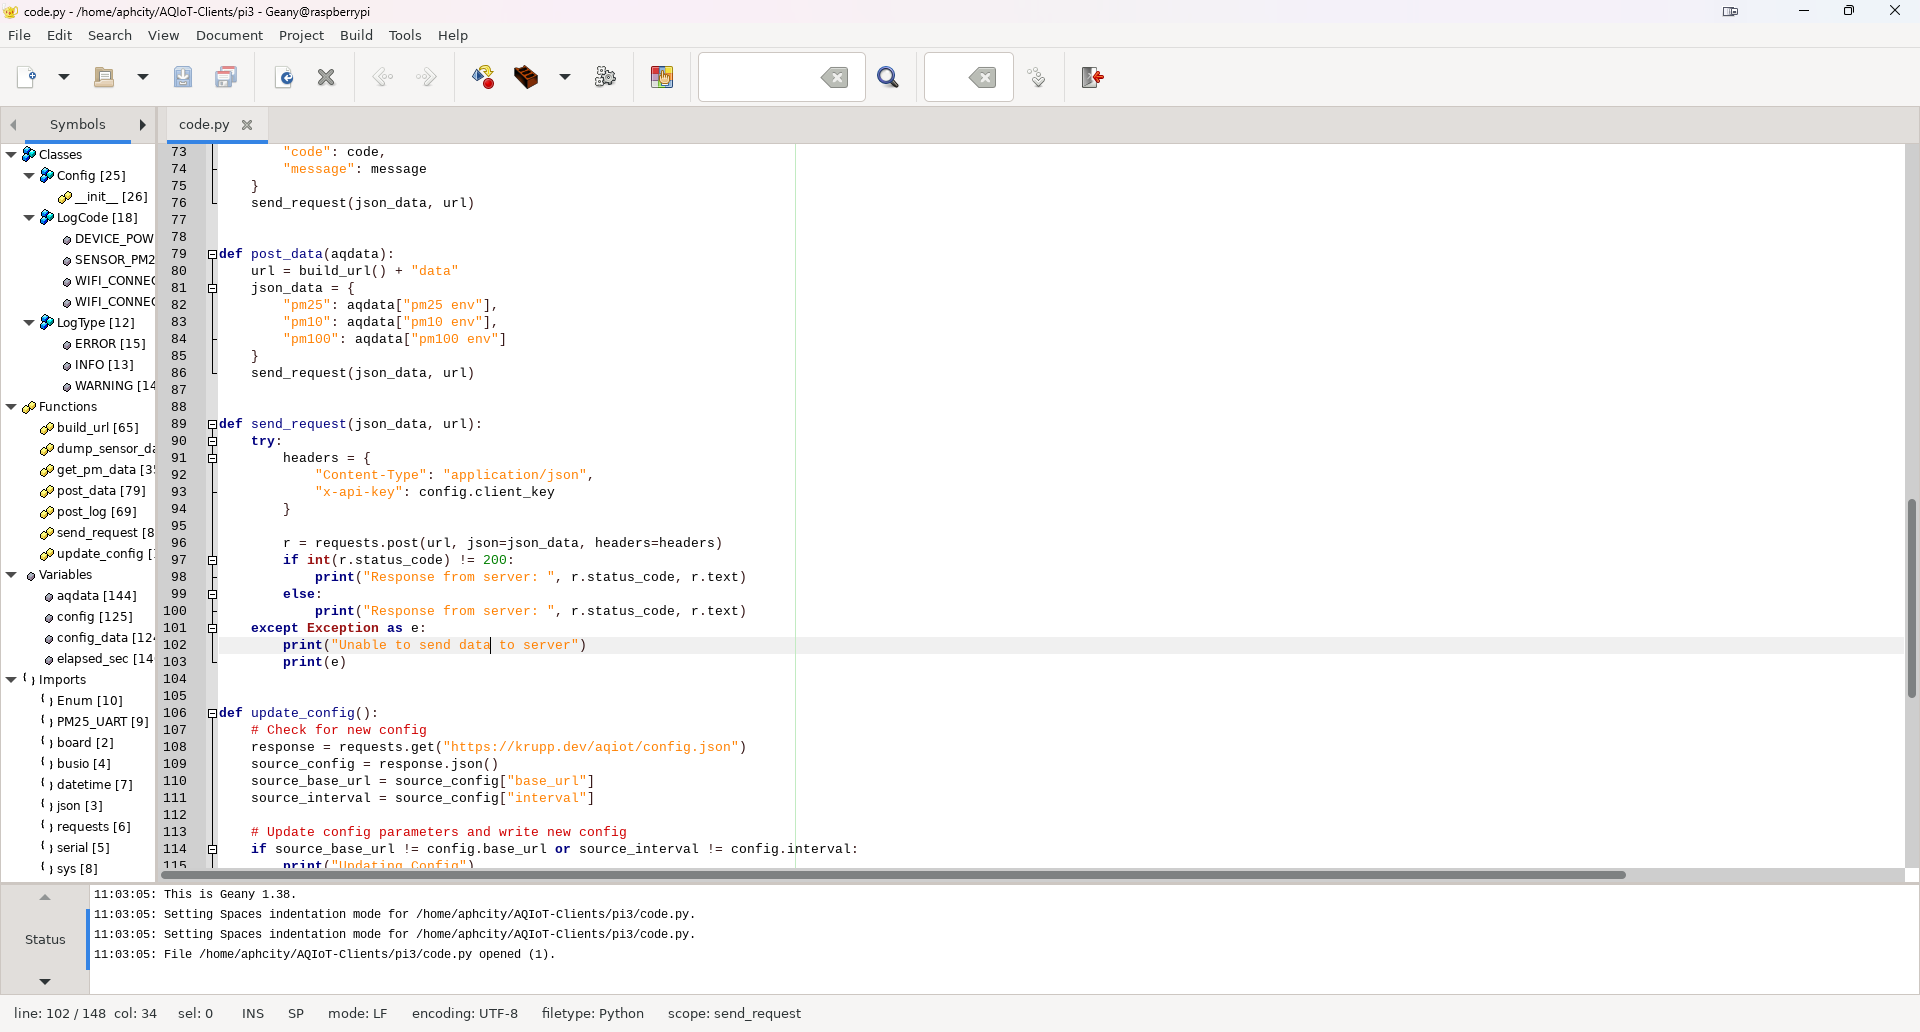 code.py - /home/aphcity/AQIoT-Clients/pi3 - Geany@raspberrypi
File Edit Search View Document Project Build Tools Help
Symbols
code.py
Classes
Config [25]
__init__ [26]
LogCode [18]
DEVICE_POW
SENSOR_PM2
WIFI_CONNEC
WIFI_CONNEC
LogType [12]
ERROR [15]
INFO [13]
WARNING [14
Functions
build_url [65]
dump_sensor_da
get_pm_data [35
post_data [79]
post_log [69]
send_request [8
update_config [
Variables
aqdata [144]
config [125]
config_data [124
elapsed_sec [14
Imports
Enum [10]
PM25_UART [9]
board [2]
busio [4]
datetime [7]
json [3]
requests [6]
serial [5]
sys [8]
73         "code": code,
74         "message": message
75     }
76     send_request(json_data, url)
77
78
79 def post_data(aqdata):
80     url = build_url() + "data"
81     json_data = {
82         "pm25": aqdata["pm25 env"],
83         "pm10": aqdata["pm10 env"],
84         "pm100": aqdata["pm100 env"]
85     }
86     send_request(json_data, url)
87
88
89 def send_request(json_data, url):
90     try:
91         headers = {
92             "Content-Type": "application/json",
93             "x-api-key": config.client_key
94         }
95
96         r = requests.post(url, json=json_data, headers=headers)
97         if int(r.status_code) != 200:
98             print("Response from server: ", r.status_code, r.text)
99         else:
100             print("Response from server: ", r.status_code, r.text)
101     except Exception as e:
102         print("Unable to send data to server")
103         print(e)
104
105
106 def update_config():
107     # Check for new config
108     response = requests.get("https://krupp.dev/aqiot/config.json")
109     source_config = response.json()
110     source_base_url = source_config["base_url"]
111     source_interval = source_config["interval"]
112
113     # Update config parameters and write new config
114     if source_base_url != config.base_url or source_interval != config.interval:
115         print("Updating Config")
Status
11:03:05: This is Geany 1.38.
11:03:05: Setting Spaces indentation mode for /home/aphcity/AQIoT-Clients/pi3/code.py.
11:03:05: Setting Spaces indentation mode for /home/aphcity/AQIoT-Clients/pi3/code.py.
11:03:05: File /home/aphcity/AQIoT-Clients/pi3/code.py opened (1).
line: 102 / 148 col: 34 sel: 0 INS SP mode: LF encoding: UTF-8 filetype: Python scope: send_request